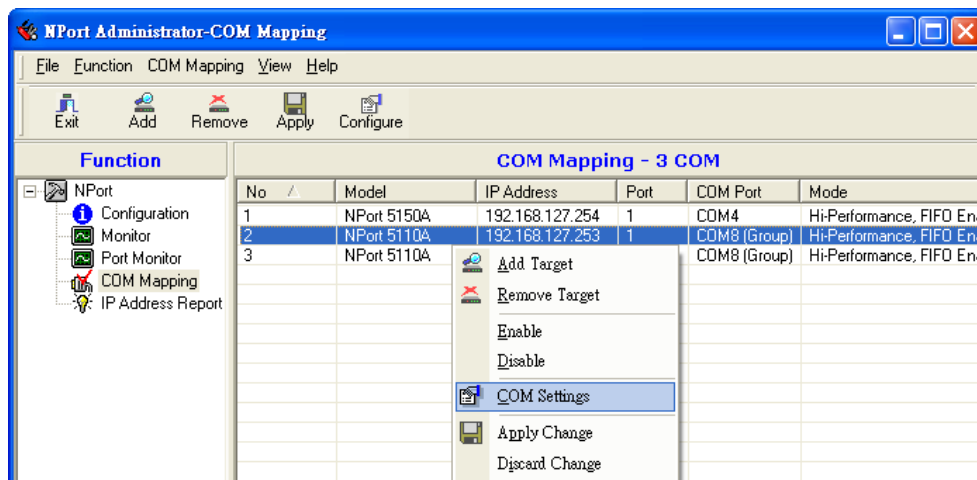 NPort Administrator-COM Mapping
File Function COM Mapping View Help
Exit Add Remove Apply Configure
Function
COM Mapping - 3 COM
NPort
Configuration
Monitor
Port Monitor
COM Mapping
IP Address Report
No Model IP Address Port COM Port Mode
1 NPort 5150A 192.168.127.254 1 COM4 Hi-Performance, FIFO En
2 NPort 5110A 192.168.127.253 1 COM8 (Group) Hi-Performance, FIFO En
3 NPort 5110A COM8 (Group) Hi-Performance, FIFO En
Add Target
Remove Target
Enable
Disable
COM Settings
Apply Change
Discard Change